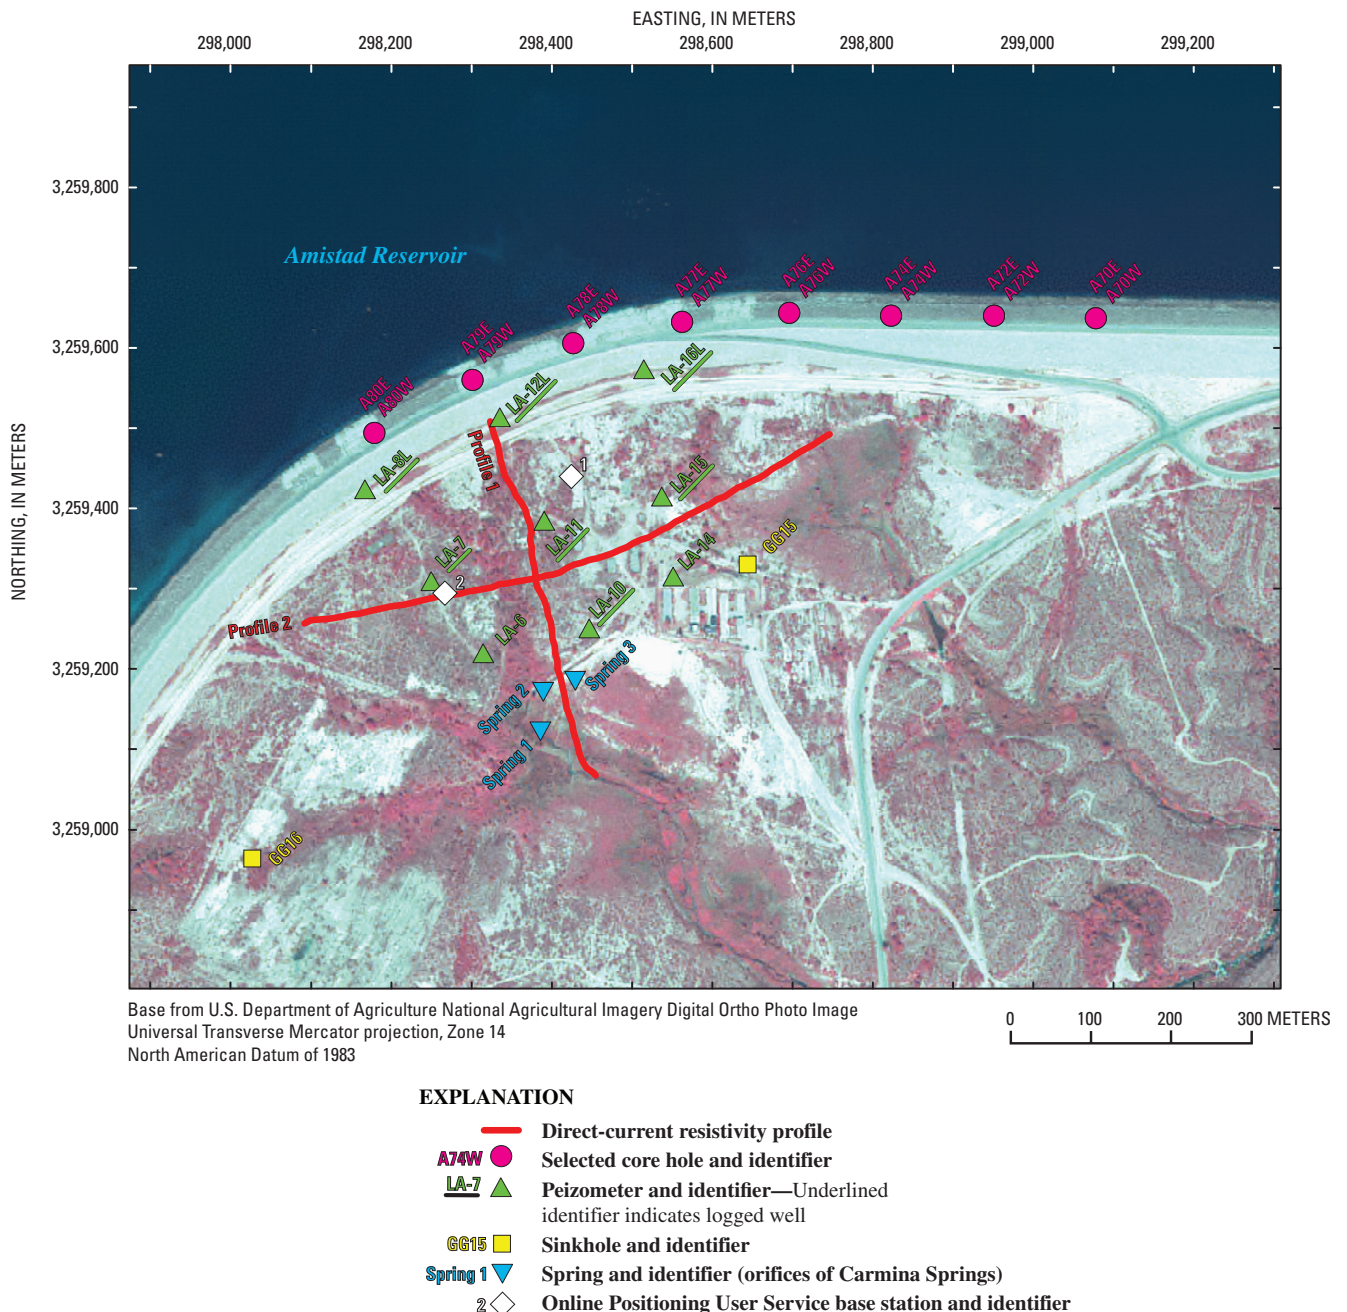 EASTING, IN METERS
298,000 298,200 298,400 298,600 298,800 299,000 299,200
NORTHING, IN METERS
3,259,800
3,259,600
3,259,400
3,259,200
3,259,000
Amistad Reservoir
A80E
A80W
A79E
A79W
A78E
A78W
A77E
A77W
A76E
A76W
A74E
A74W
A72E
A72W
A70E
A70W
LA-16L
LA-12L
LA-8L
Profile 1
1
LA-15
LA-11
GG15
LA-14
LA-7
2
LA-10
Profile 2
LA-6
Spring 3
Spring 2
Spring 1
GG16
Base from U.S. Department of Agriculture National Agricultural Imagery Digital Ortho Photo Image
Universal Transverse Mercator projection, Zone 14
North American Datum of 1983
0 100 200 300 METERS
EXPLANATION
Direct-current resistivity profile
A74W Selected core hole and identifier
LA-7 Peizometer and identifier—Underlined
identifier indicates logged well
GG15 Sinkhole and identifier
Spring 1 Spring and identifier (orifices of Carmina Springs)
2 Online Positioning User Service base station and identifier